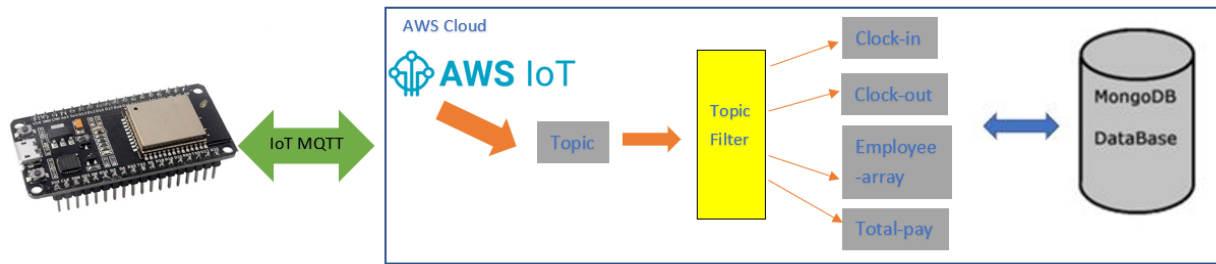 AWS Cloud
AWS IoT
IoT MQTT
Topic
Topic
Filter
Clock-in
Clock-out
Employee
-array
Total-pay
MongoDB
DataBase